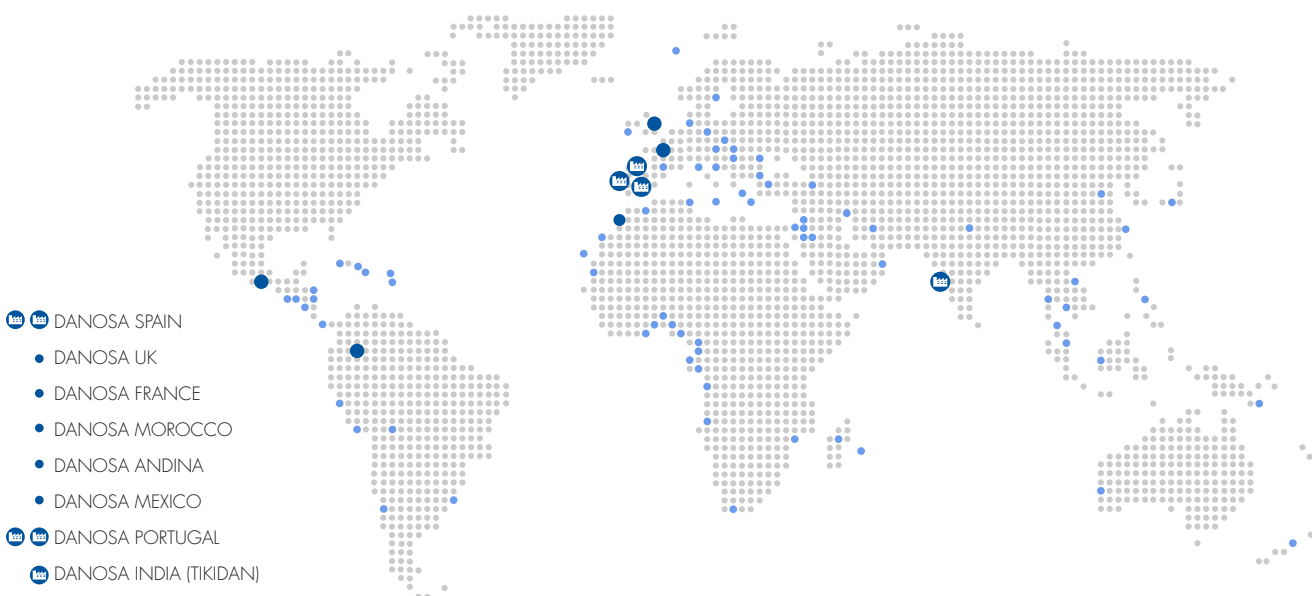 DANOSA SPAIN
DANOSA UK
DANOSA FRANCE
DANOSA MOROCCO
DANOSA ANDINA
DANOSA MEXICO
DANOSA PORTUGAL
DANOSA INDIA (TIKIDAN)